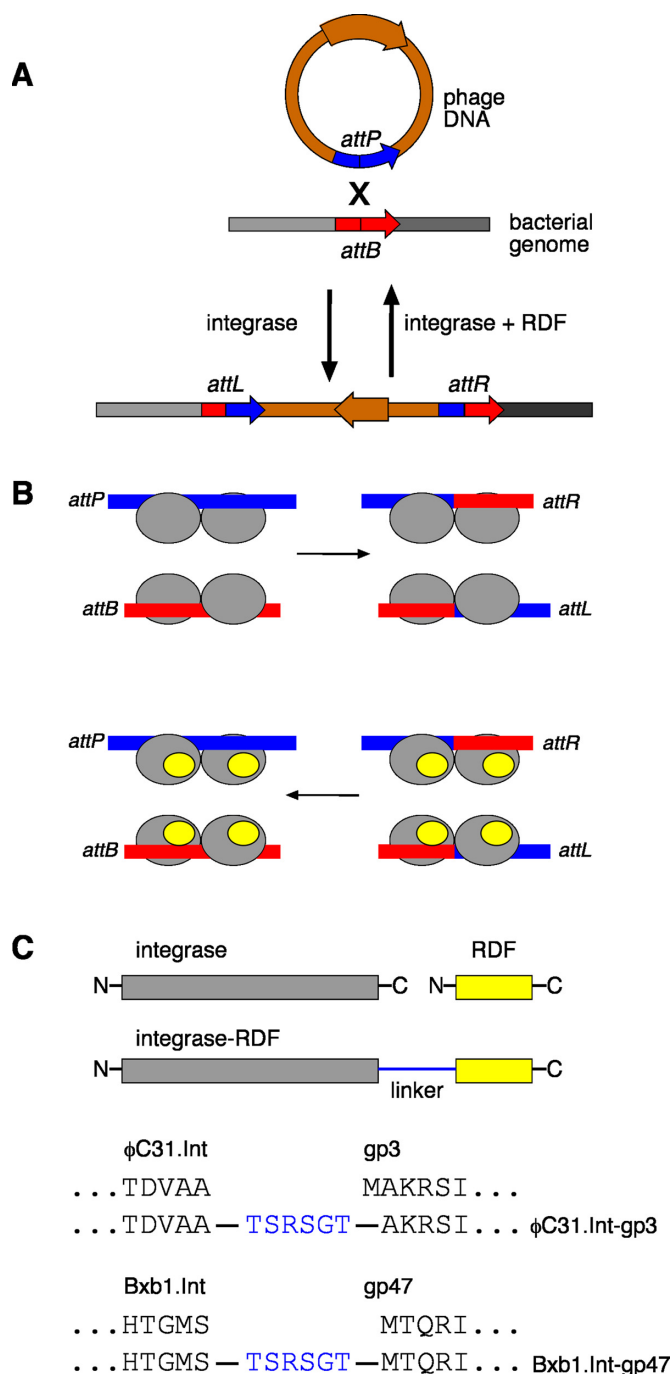 A
phage
DNA
attP
X
attB
bacterial
genome
integrase
integrase + RDF
attL
attR
B
attP
attR
attB
attL
attP
attR
attB
attL
C
integrase
RDF
N
C
N
C
integrase-RDF
N
C
linker
ϕC31.Int
gp3
...TDVAA
MAKRSI...
...TDVAA — TSRSGT — AKRSI... ϕC31.Int-gp3
Bxb1.Int
gp47
...HTGMS
MTQRI...
...HTGMS — TSRSGT — MTQRI... Bxb1.Int-gp47